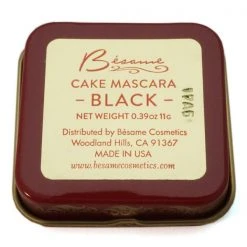 Bésame
CAKE MASCARA
- BLACK -
NET WEIGHT 0.39oz 11g
Distributed by Bésame Cosmetics
Woodland Hills, CA 91367
MADE IN USA
www.besamecosmetics.com